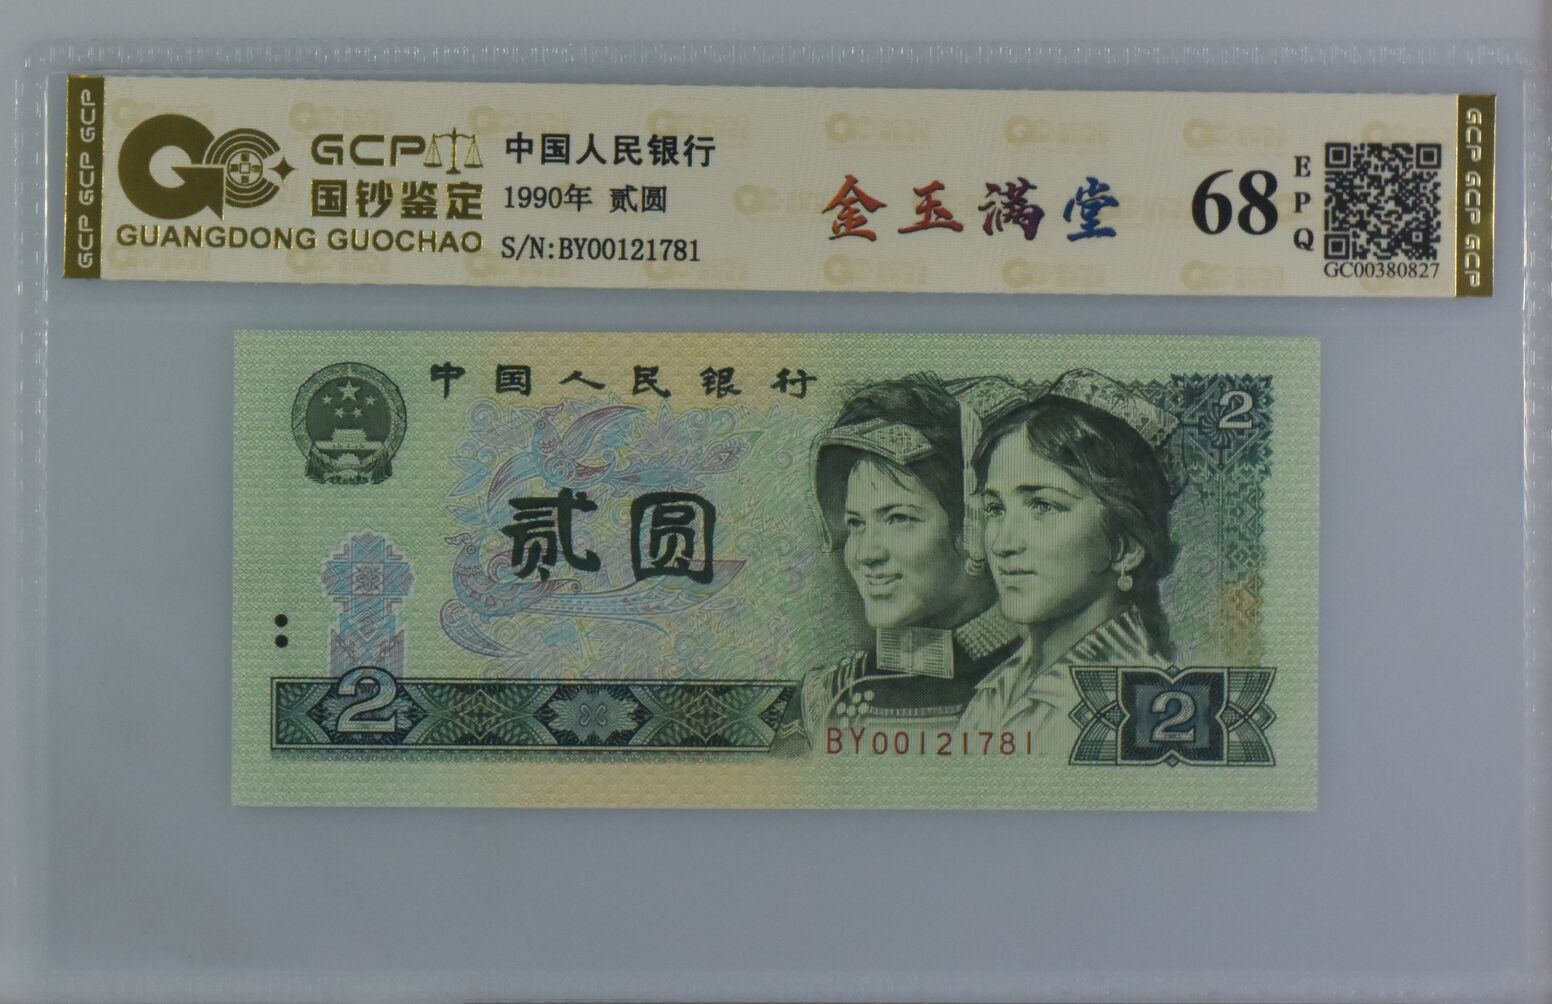 GCP GCP GCP
GCP
国钞鉴定
GUANGDONG GUOCHAO
中国人民银行
1990年 贰圆
S/N:BY00121781
金玉满堂
68
EPQ
GC00380827
GCP GCP GCP
中国人民银行
2
贰圆
2
BY00121781
2